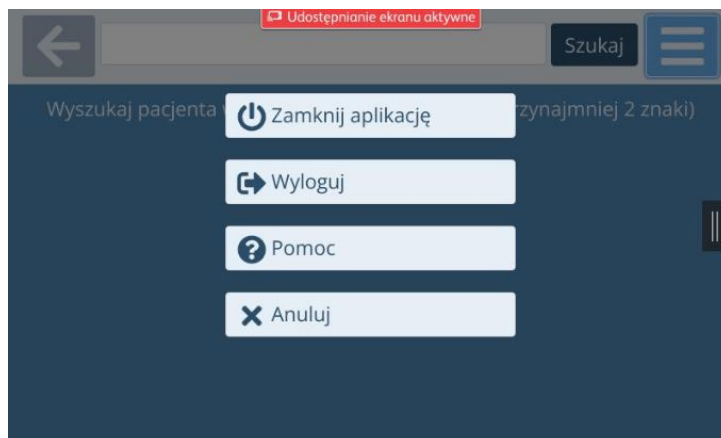 Udostępnianie ekranu aktywne
Szukaj
Wyszukaj pacjenta rzynajmniej 2 znaki)
Zamknij aplikację
Wyloguj
Pomoc
Anuluj